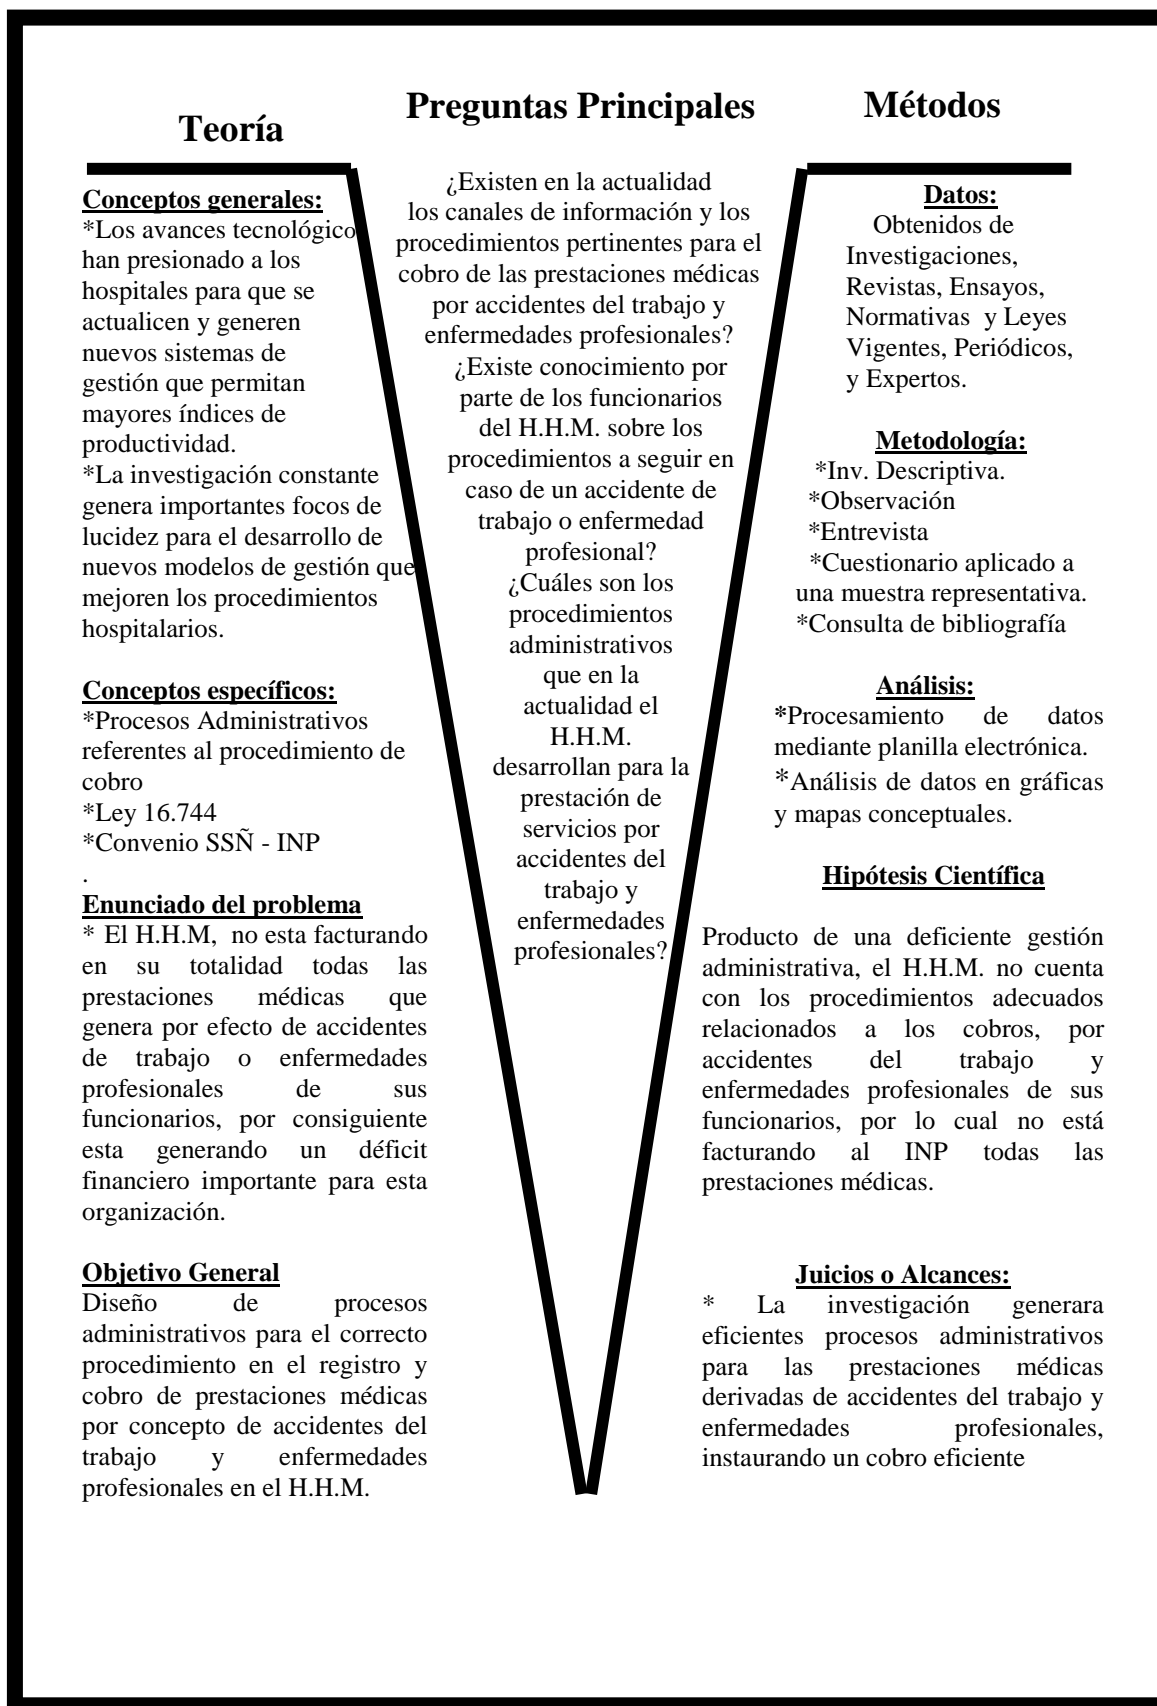 Teoría
Conceptos generales:
*Los avances tecnológico
han presionado a los
hospitales para que se
actualicen y generen
nuevos sistemas de
gestión que permitan
mayores índices de
productividad.
*La investigación constante
genera importantes focos de
lucidez para el desarrollo de
nuevos modelos de gestión que
mejoren los procedimientos
hospitalarios.
Conceptos específicos:
*Procesos Administrativos
referentes al procedimiento de
cobro
*Ley 16.744
*Convenio SSÑ - INP
.
Enunciado del problema
* El H.H.M, no esta facturando
en su totalidad todas las
prestaciones médicas que
genera por efecto de accidentes
de trabajo o enfermedades
profesionales de sus
funcionarios, por consiguiente
esta generando un déficit
financiero importante para esta
organización.
Objetivo General
Diseño de procesos
administrativos para el correcto
procedimiento en el registro y
cobro de prestaciones médicas
por concepto de accidentes del
trabajo y enfermedades
profesionales en el H.H.M.
Preguntas Principales
¿Existen en la actualidad
los canales de información y los
procedimientos pertinentes para el
cobro de las prestaciones médicas
por accidentes del trabajo y
enfermedades profesionales?
¿Existe conocimiento por
parte de los funcionarios
del H.H.M. sobre los
procedimientos a seguir en
caso de un accidente de
trabajo o enfermedad
profesional?
¿Cuáles son los
procedimientos
administrativos
que en la
actualidad el
H.H.M.
desarrollan para la
prestación de
servicios por
accidentes del
trabajo y
enfermedades
profesionales?
Métodos
Datos:
Obtenidos de
Investigaciones,
Revistas, Ensayos,
Normativas y Leyes
Vigentes, Periódicos,
y Expertos.
Metodología:
*Inv. Descriptiva.
*Observación
*Entrevista
*Cuestionario aplicado a
una muestra representativa.
*Consulta de bibliografía
Análisis:
*Procesamiento de datos
mediante planilla electrónica.
*Análisis de datos en gráficas
y mapas conceptuales.
Hipótesis Científica
Producto de una deficiente gestión
administrativa, el H.H.M. no cuenta
con los procedimientos adecuados
relacionados a los cobros, por
accidentes del trabajo y
enfermedades profesionales de sus
funcionarios, por lo cual no está
facturando al INP todas las
prestaciones médicas.
Juicios o Alcances:
* La investigación generara
eficientes procesos administrativos
para las prestaciones médicas
derivadas de accidentes del trabajo y
enfermedades profesionales,
instaurando un cobro eficiente